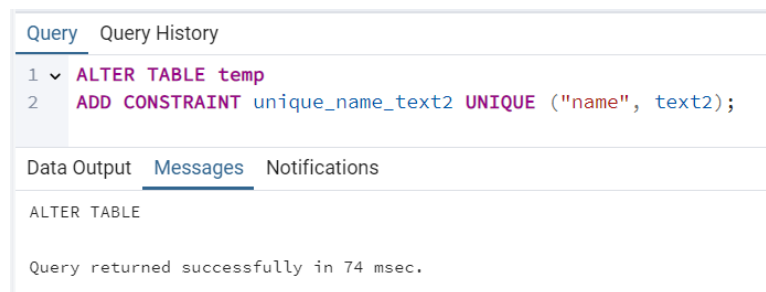 Query Query History
1 ALTER TABLE temp
2 ADD CONSTRAINT unique_name_text2 UNIQUE ("name", text2);
Data Output Messages Notifications
ALTER TABLE
Query returned successfully in 74 msec.